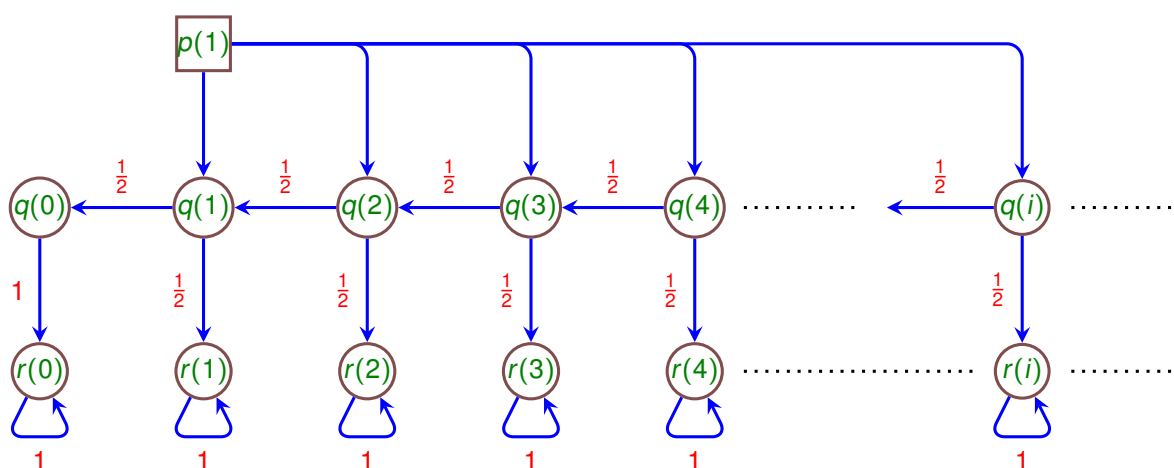 p(1)
1/2 1/2 1/2 1/2 1/2
q(0) q(1) q(2) q(3) q(4) q(i)
1 1/2 1/2 1/2 1/2 1/2
r(0) r(1) r(2) r(3) r(4) r(i)
1 1 1 1 1 1